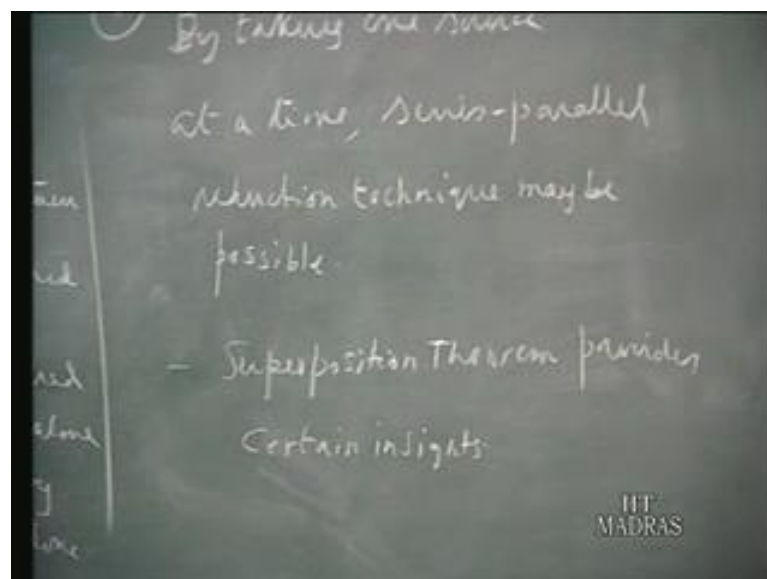 By taking one source
at a time, series-parallel
reduction technique may be
possible.
- Superposition Theorem provides
Certain insights.
alone
IIT
MADRAS